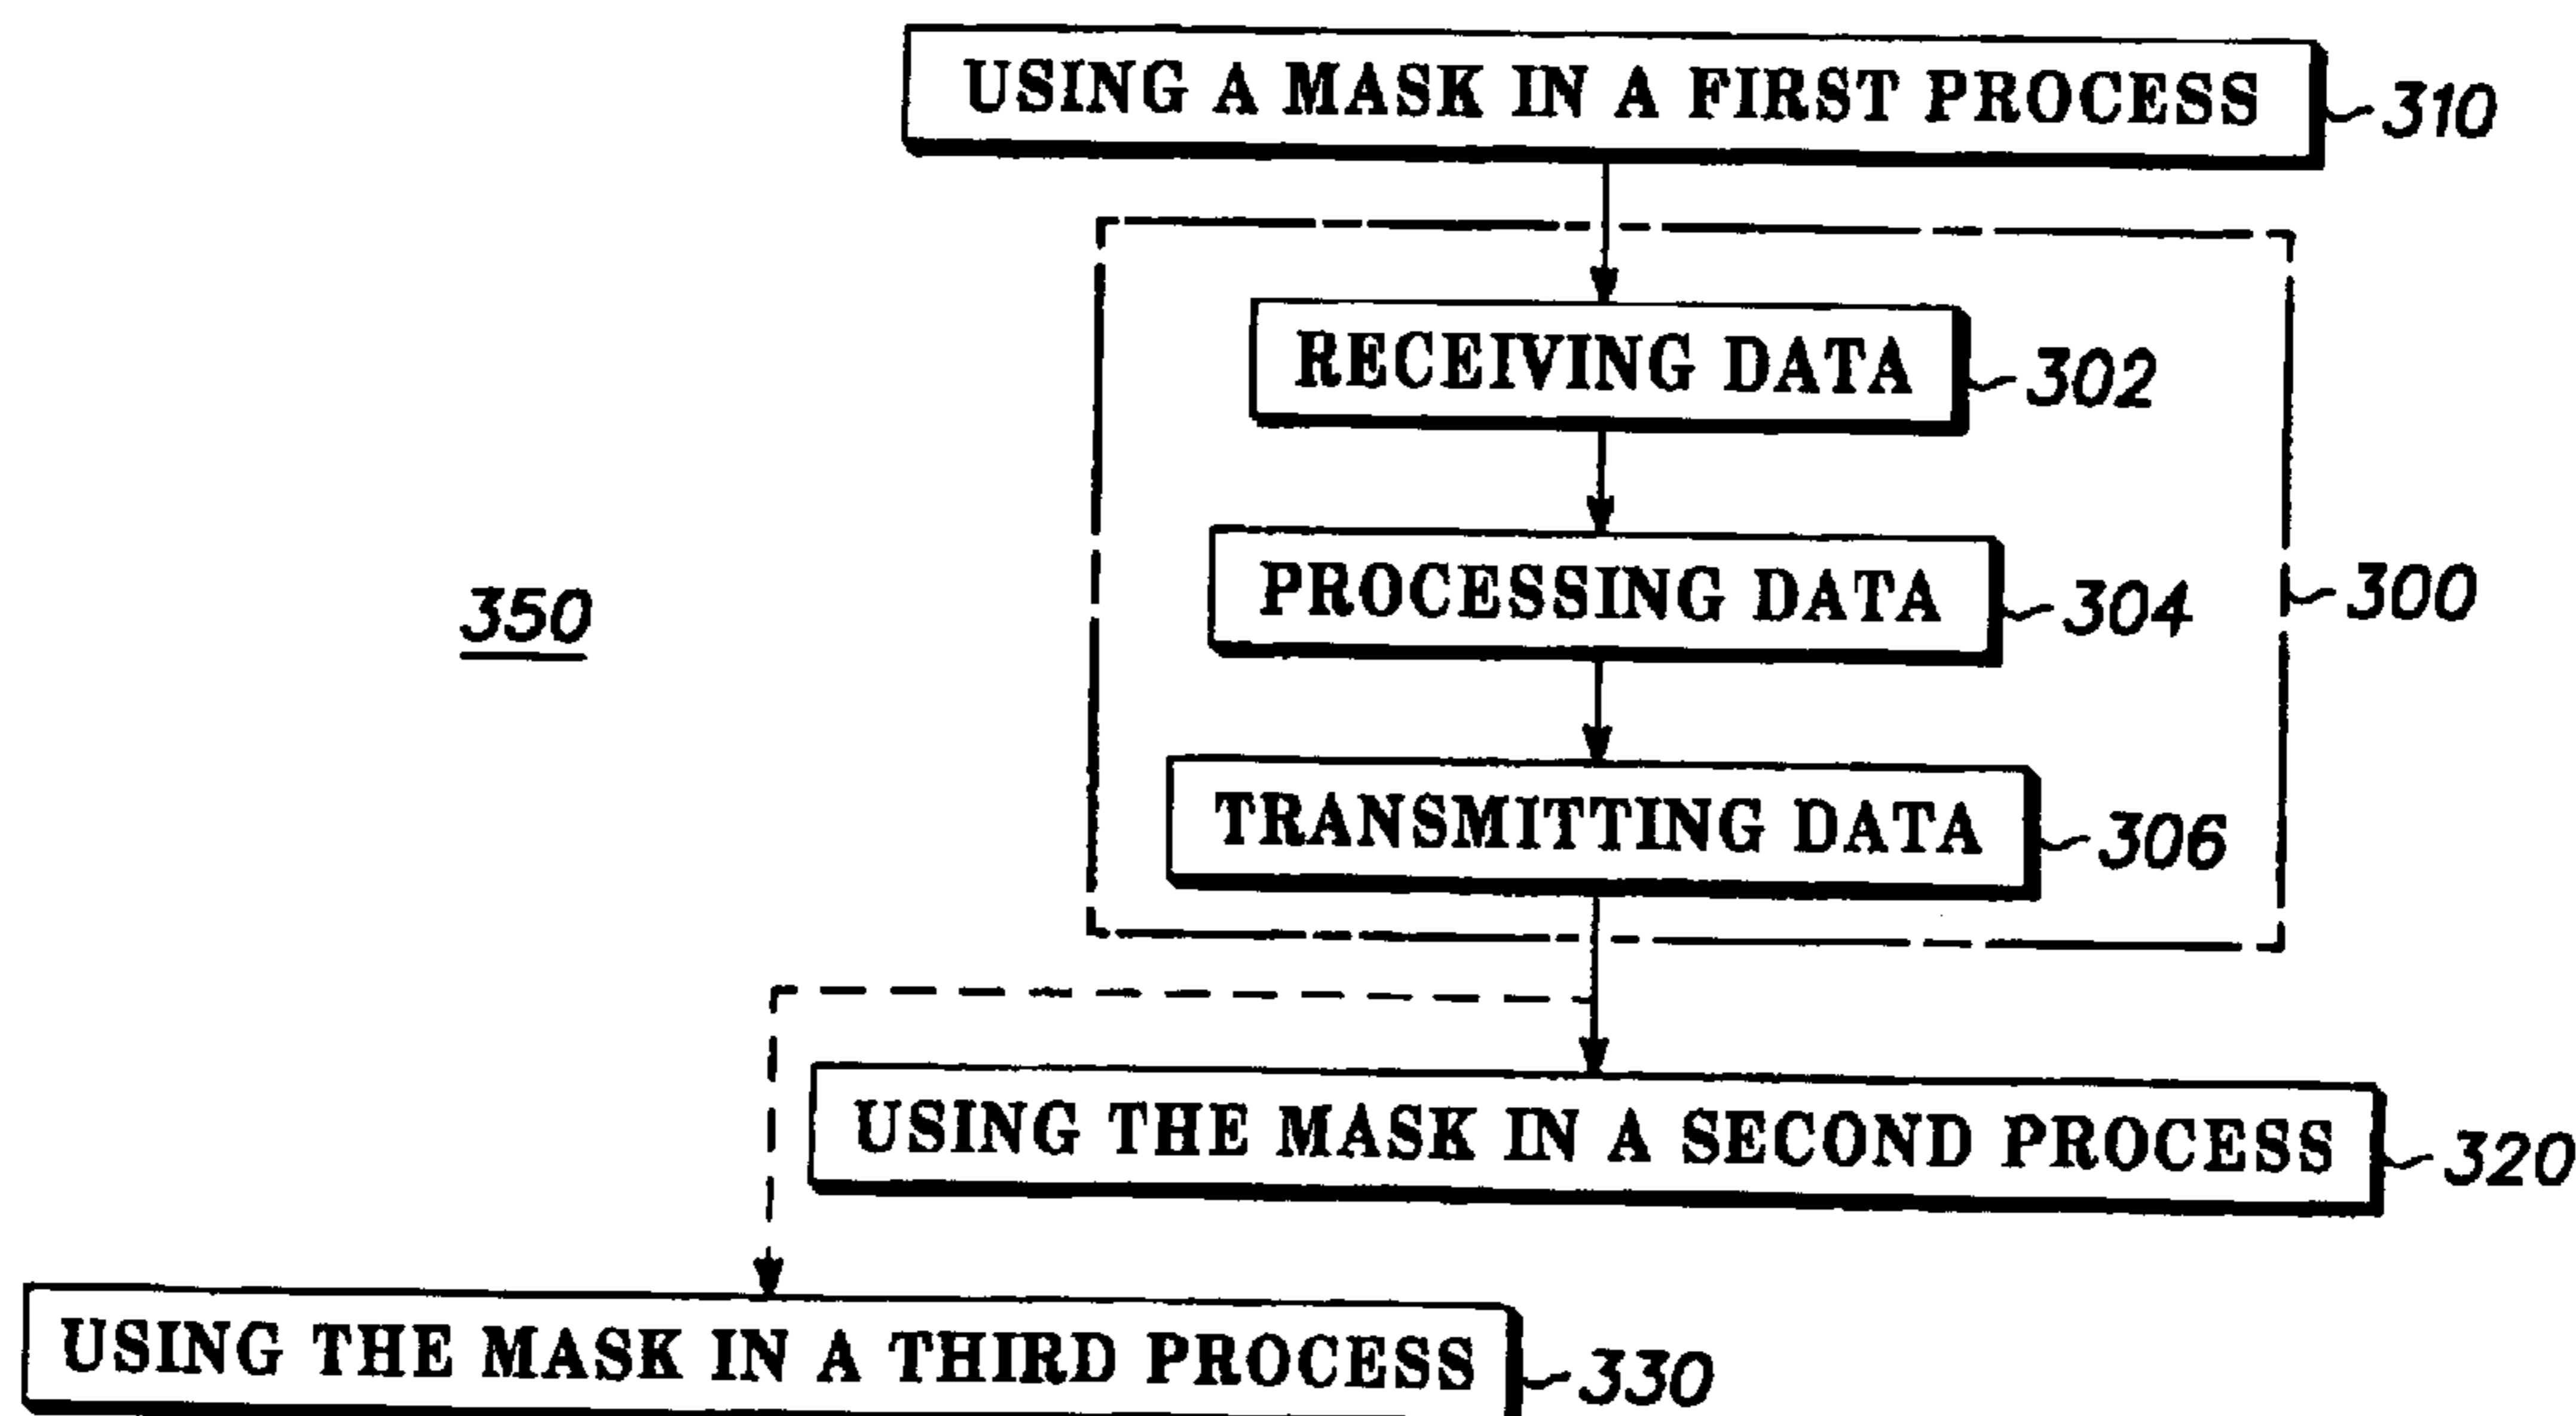 USING A MASK IN A FIRST PROCESS 310
RECEIVING DATA 302
PROCESSING DATA 304
300
350
TRANSMITTING DATA 306
USING THE MASK IN A SECOND PROCESS 320
USING THE MASK IN A THIRD PROCESS 330